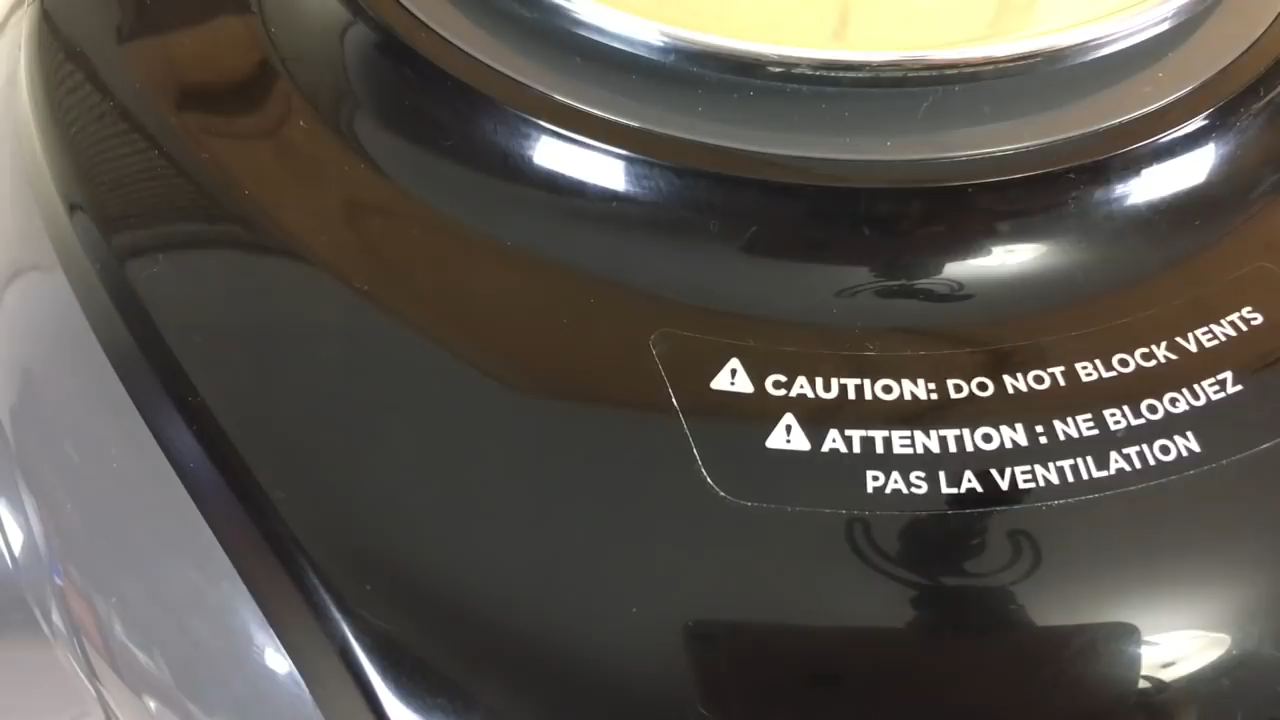 CAUTION: DO NOT BLOCK VENTS
ATTENTION : NE BLOQUEZ
PAS LA VENTILATION